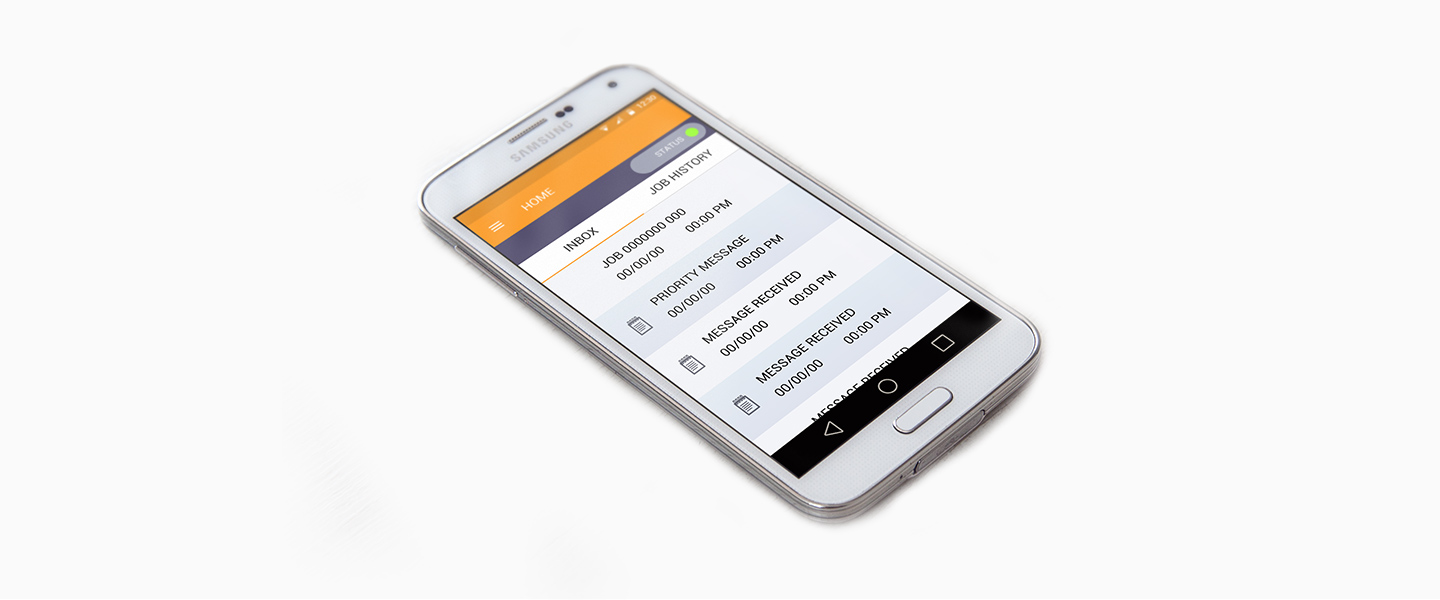 SAMSUNG
12:30
HOME
STATUS
INBOX
JOB HISTORY
JOB 0000000 000
00/00/00 00:00 PM
PRIORITY MESSAGE
00/00/00 00:00 PM
MESSAGE RECEIVED
00/00/00 00:00 PM
MESSAGE RECEIVED
00/00/00 00:00 PM
MESSAGE RECEIVED